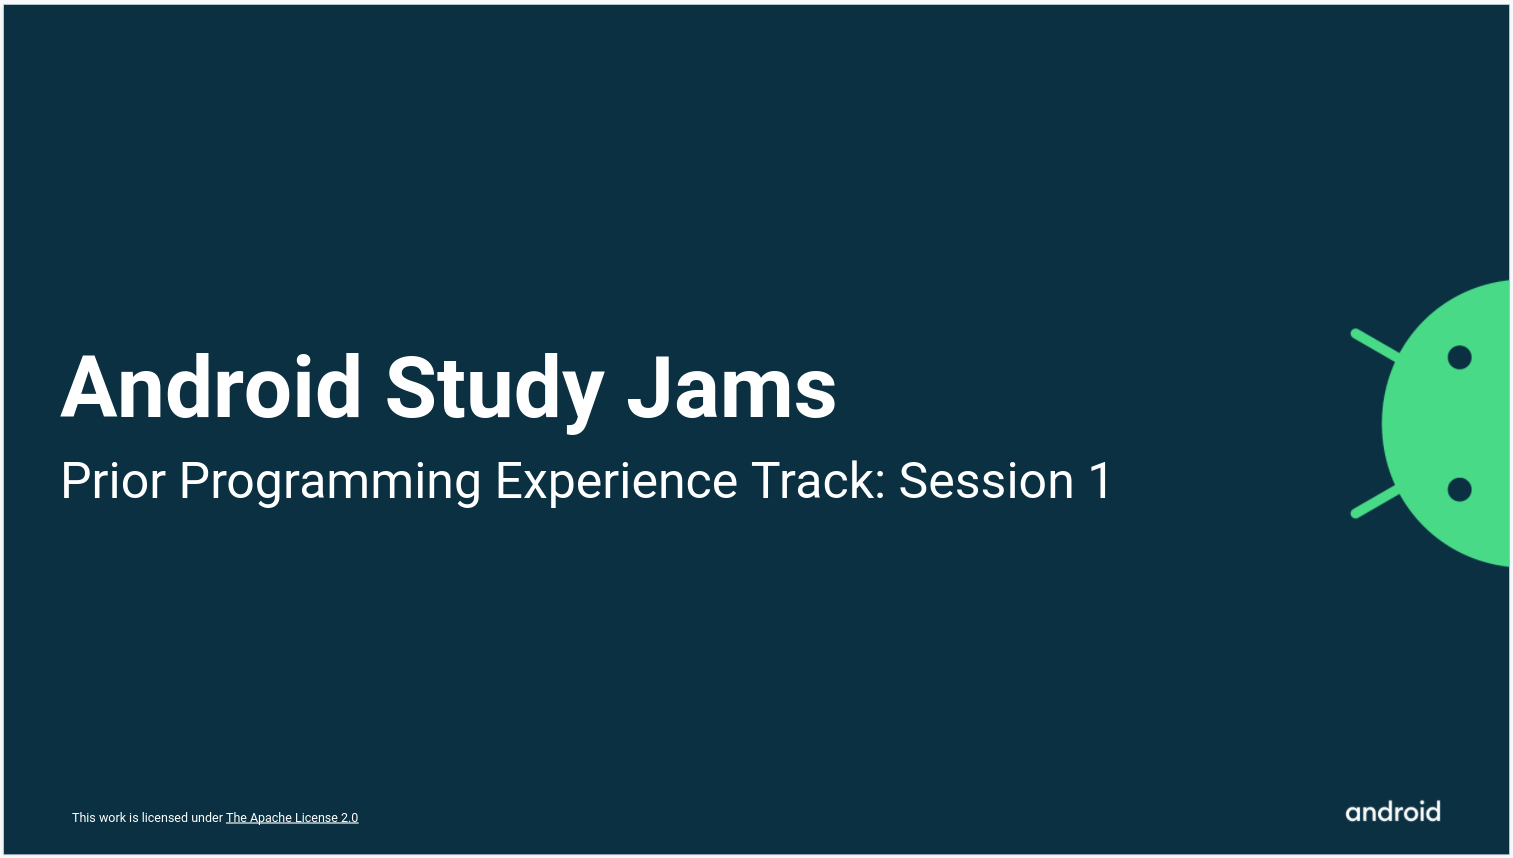 Android Study Jams
Prior Programming Experience Track: Session 1
This work is licensed under The Apache License 2.0
android